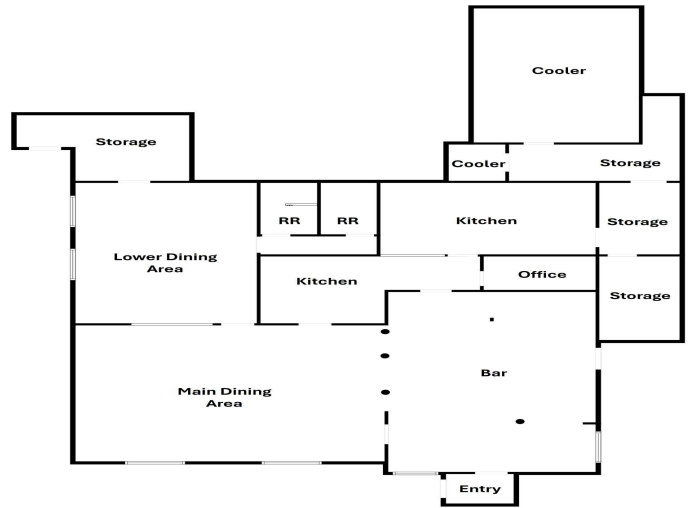 Cooler
Storage
Cooler
Storage
RR
RR
Kitchen
Storage
Lower Dining
Area
Kitchen
Office
Storage
Bar
Main Dining
Area
Entry